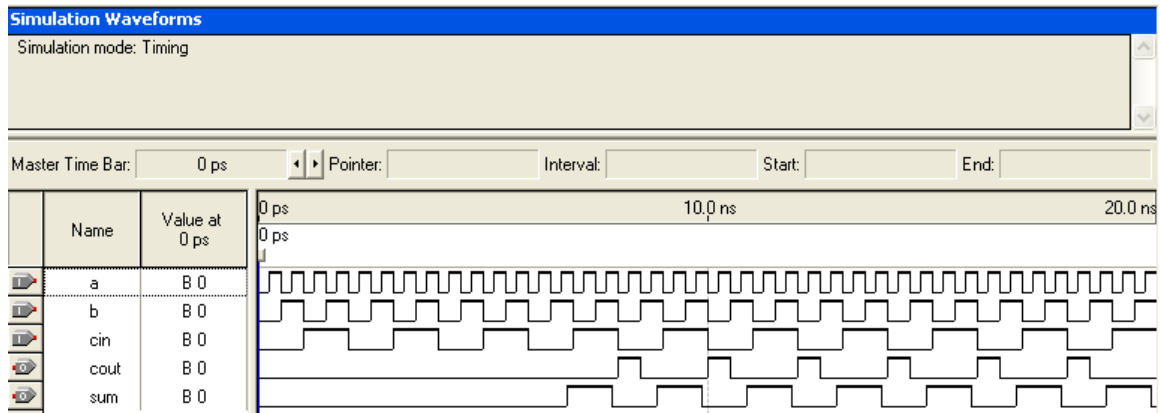 Simulation Waveforms
Simulation mode: Timing
Master Time Bar: 0 ps Pointer: Interval: Start: End:
Name Value at 0 ps 0 ps 10.0 ns 20.0 ns
0 ps
a B 0
b B 0
cin B 0
cout B 0
sum B 0